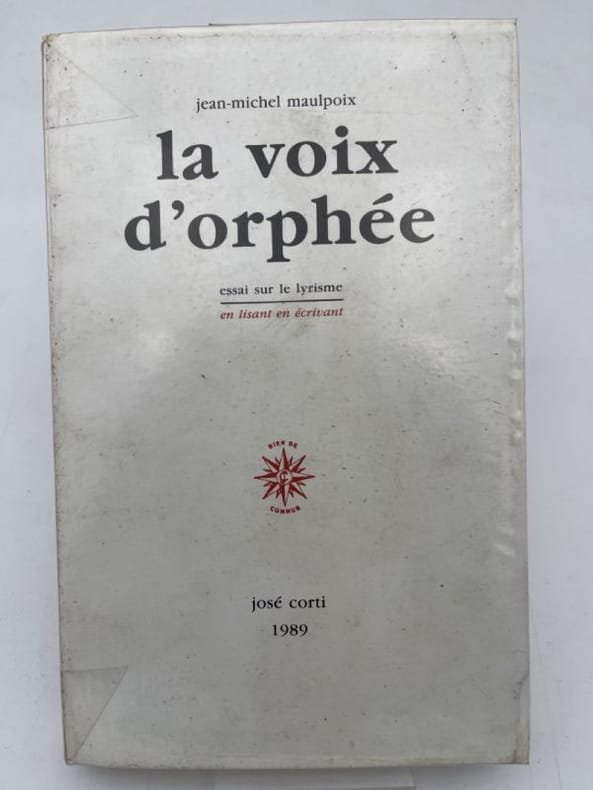 jean-michel maulpoix
la voix
d'orphée
essai sur le lyrisme
en lisant en écrivant
RIEN DE
COMMUN
josé corti
1989